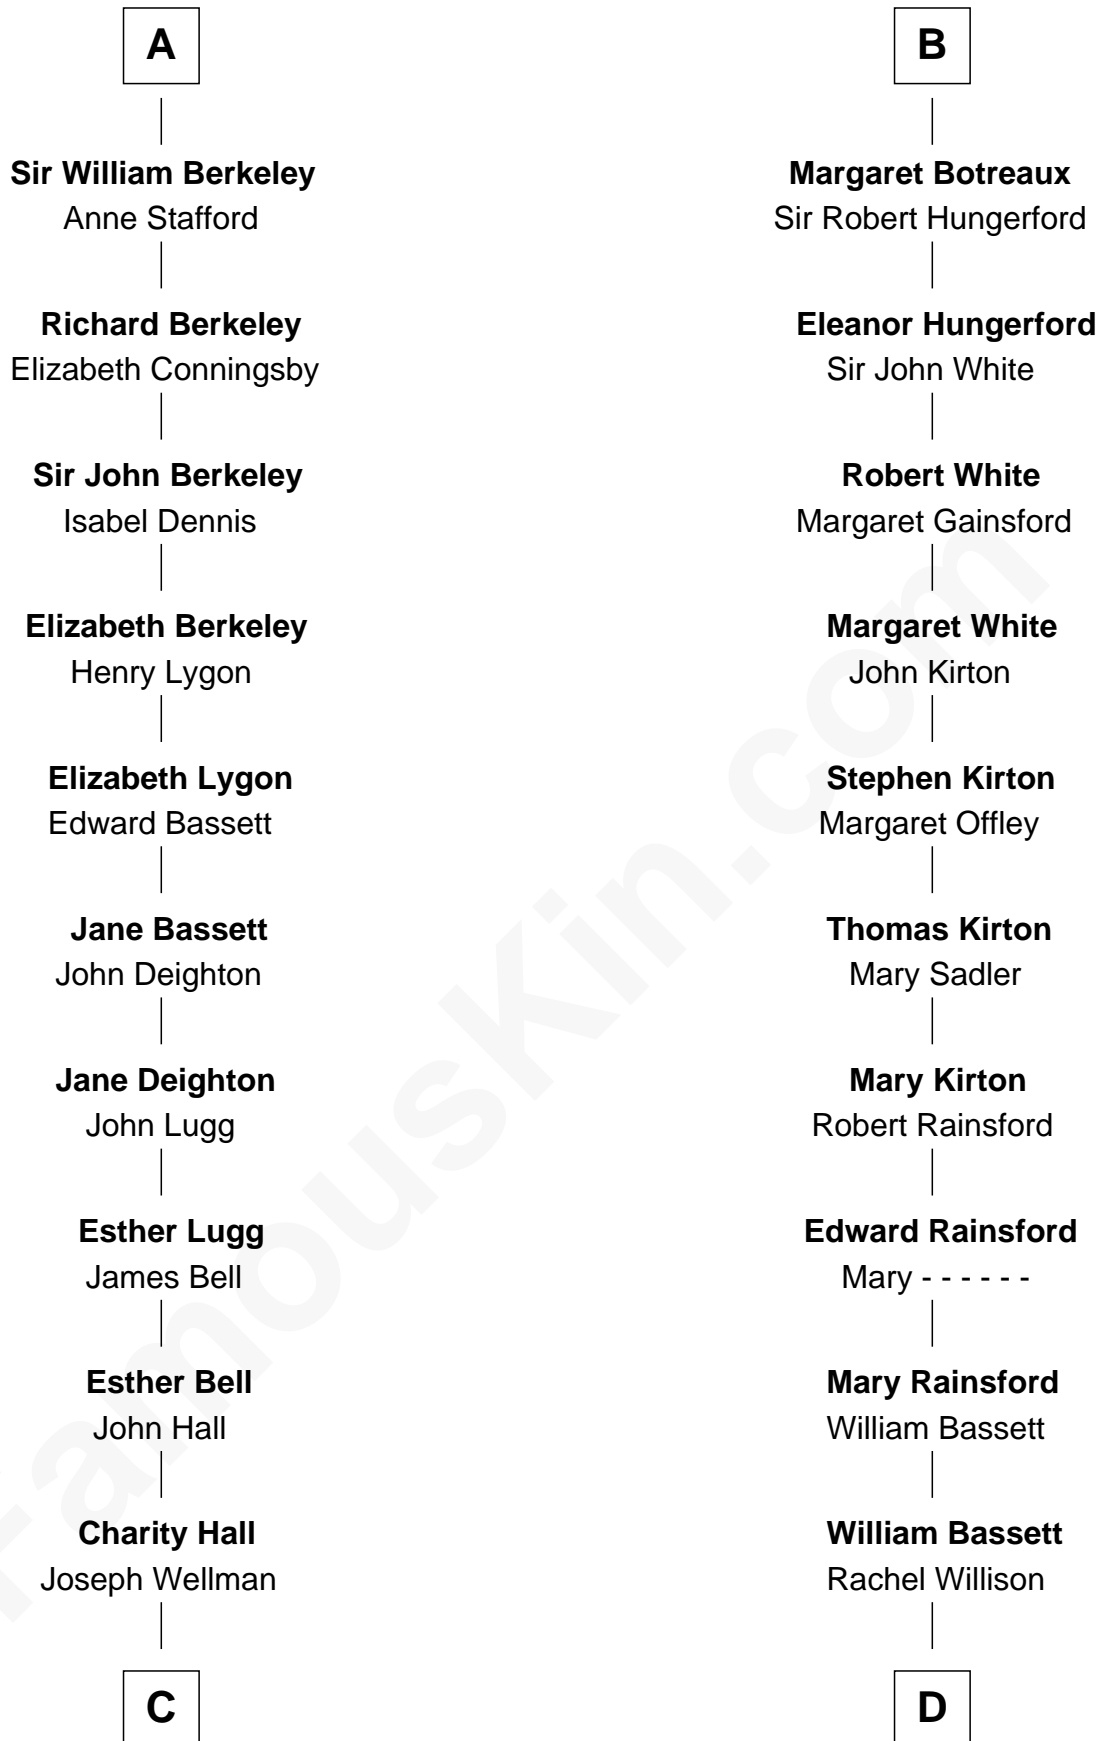 A
Sir William Berkeley
Anne Stafford
Richard Berkeley
Elizabeth Conningsby
Sir John Berkeley
Isabel Dennis
Elizabeth Berkeley
Henry Lygon
Elizabeth Lygon
Edward Bassett
Jane Bassett
John Deighton
Jane Deighton
John Lugg
Esther Lugg
James Bell
Esther Bell
John Hall
Charity Hall
Joseph Wellman
C
B
Margaret Botreaux
Sir Robert Hungerford
Eleanor Hungerford
Sir John White
Robert White
Margaret Gainsford
Margaret White
John Kirton
Stephen Kirton
Margaret Offley
Thomas Kirton
Mary Sadler
Mary Kirton
Robert Rainsford
Edward Rainsford
Mary - - - - - -
Mary Rainsford
William Bassett
William Bassett
Rachel Willison
D
FamousKin.com